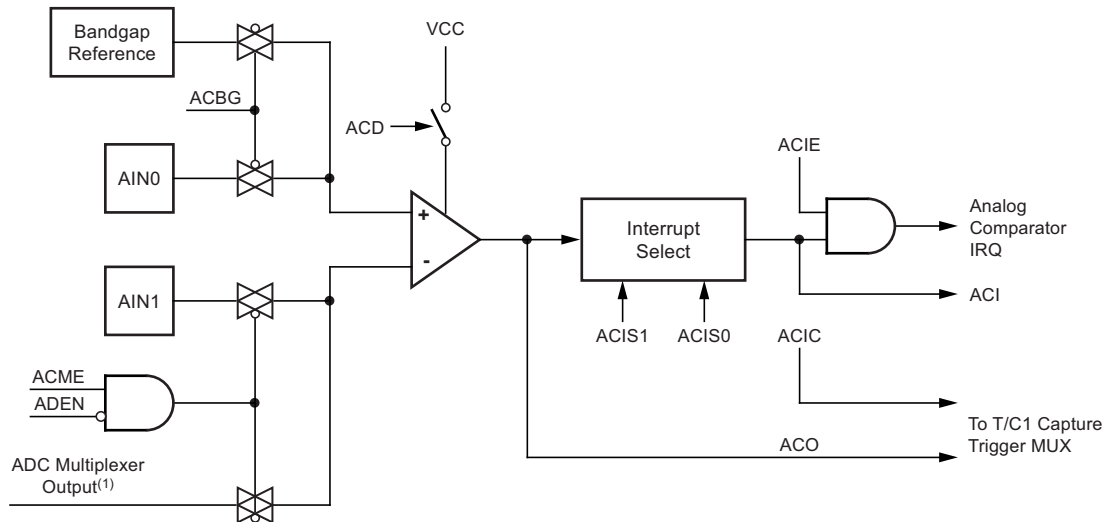 Bandgap
Reference
VCC
ACBG
ACD
AIN0
ACIE
+
Interrupt
Select
Analog
Comparator
IRQ
-
AIN1
ACI
ACIS1
ACIS0
ACIC
ACME
ADEN
To T/C1 Capture
Trigger MUX
ACO
ADC Multiplexer
Output(1)